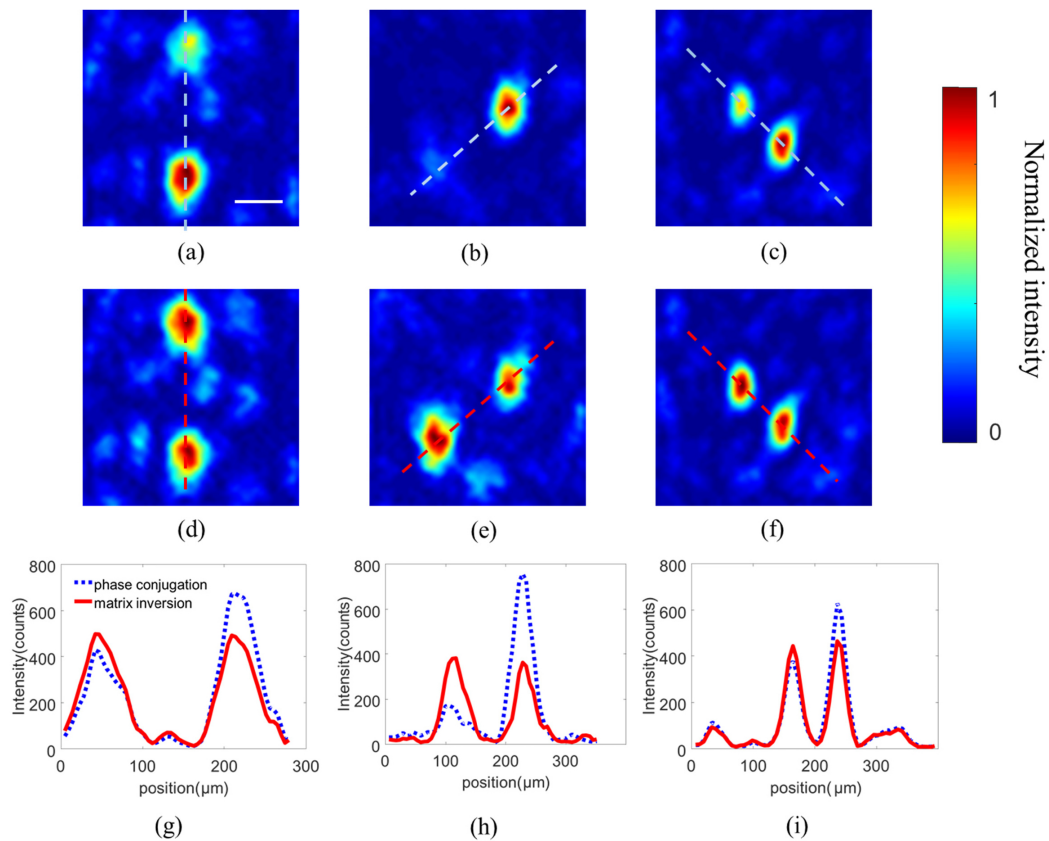 (a)
(b)
(c)
1
Normalized intensity
0
(d)
(e)
(f)
800
600
400
200
0
Intensity(counts)
phase conjugation
matrix inversion
0
100
200
300
position(μm)
(g)
800
600
400
200
0
Intensity(counts)
0
100
200
300
position(μm)
(h)
800
600
400
200
0
Intensity(counts)
0
100
200
300
position(μm)
(i)